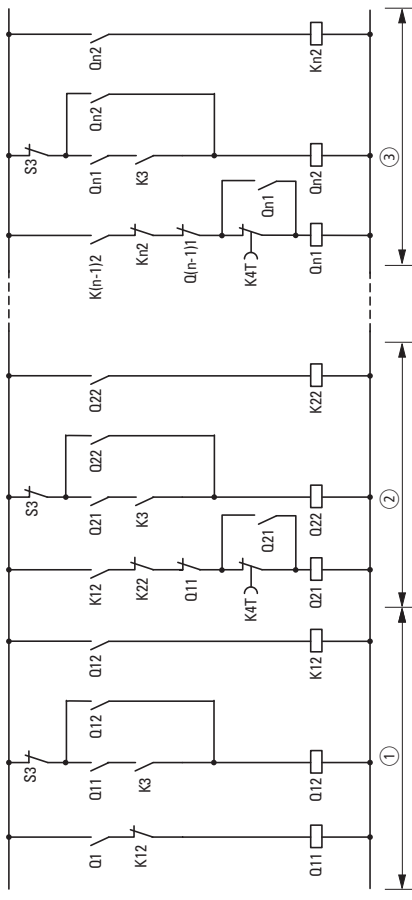 Q1
K12
Q11
S3
Q11
K3
Q12
Q12
Q12
K12
①
K12
K22
Q11
K4T
Q21
Q21
S3
Q21
K3
Q22
Q22
Q22
K22
②
K(n-1)2
Kn2
Q(n-1)1
K4T
Qn1
Qn1
S3
Qn1
K3
Qn2
Qn2
Qn2
Kn2
③